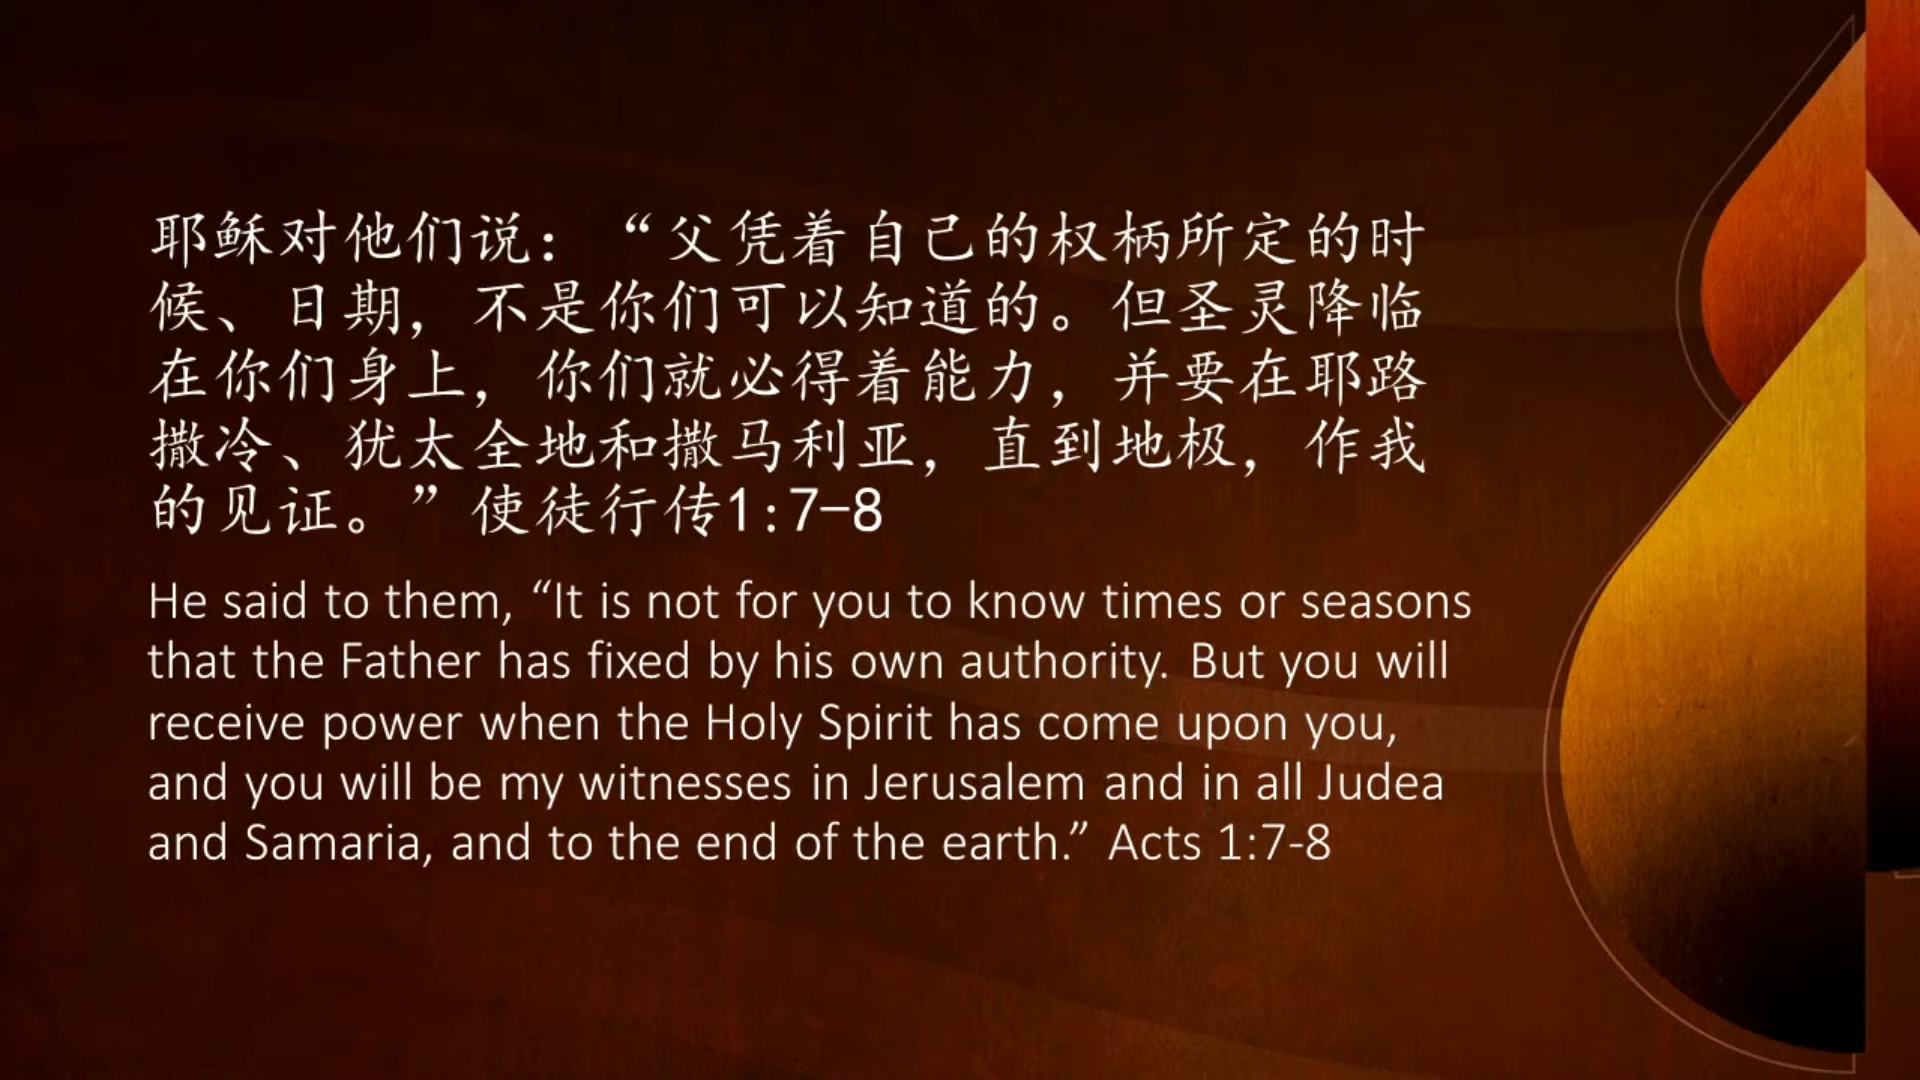 耶稣对他们说：“父凭着自己的权柄所定的时
候、日期，不是你们可以知道的。但圣灵降临
在你们身上，你们就必得着能力，并要在耶路
撒冷、犹太全地和撒马利亚，直到地极，作我
的见证。”使徒行传1:7-8
He said to them, “It is not for you to know times or seasons
that the Father has fixed by his own authority. But you will
receive power when the Holy Spirit has come upon you,
and you will be my witnesses in Jerusalem and in all Judea
and Samaria, and to the end of the earth.” Acts 1:7-8